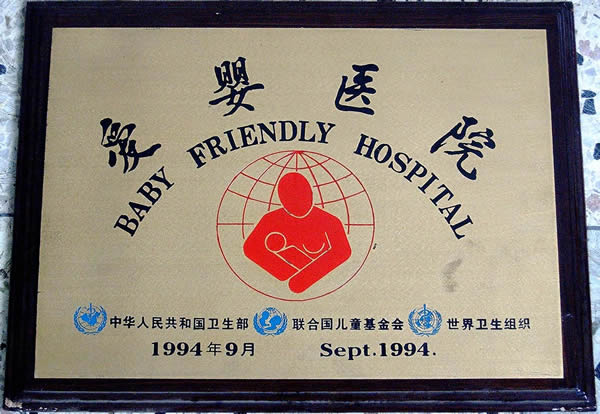 爱婴医院
BABY FRIENDLY HOSPITAL
中华人民共和国卫生部 联合国儿童基金会 世界卫生组织
1994年9月 Sept.1994.